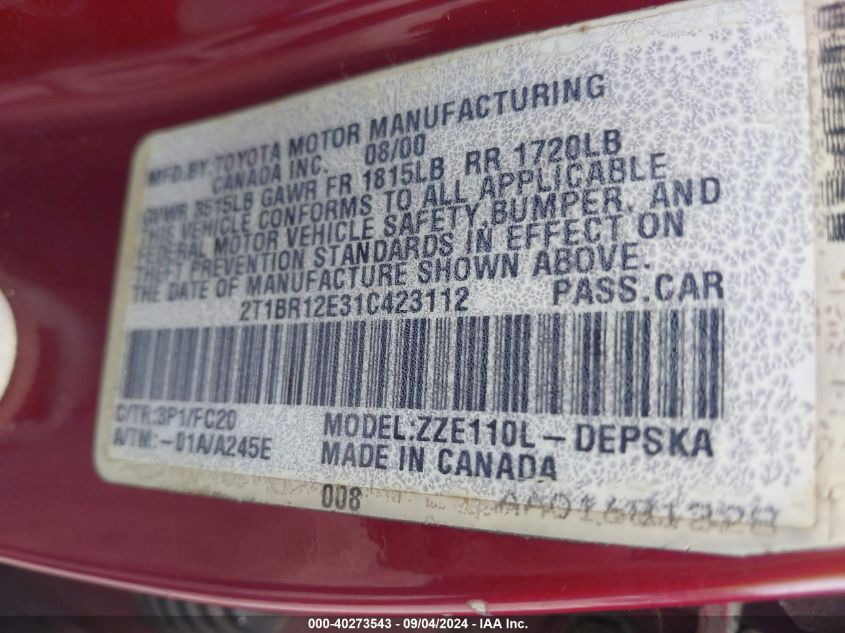 MFD.BY:TOYOTA MOTOR MANUFACTURING
CANADA INC. 08/00
GVWR 3515LB GAWR FR 1815LB RR 1720LB
THIS VEHICLE CONFORMS TO ALL APPLICABLE
FEDERAL MOTOR VEHICLE SAFETY,BUMPER, AND
THEFT PREVENTION STANDARDS IN EFFECT ON
THE DATE OF MANUFACTURE SHOWN ABOVE.
2T1BR12E31C423112 PASS.CAR
C/TR:3P1/FC20 MODEL:ZZE110L-DEPSKA
A/TM:-01A/A245E MADE IN CANADA
008
000-40273543 - 09/04/2024 - IAA Inc.